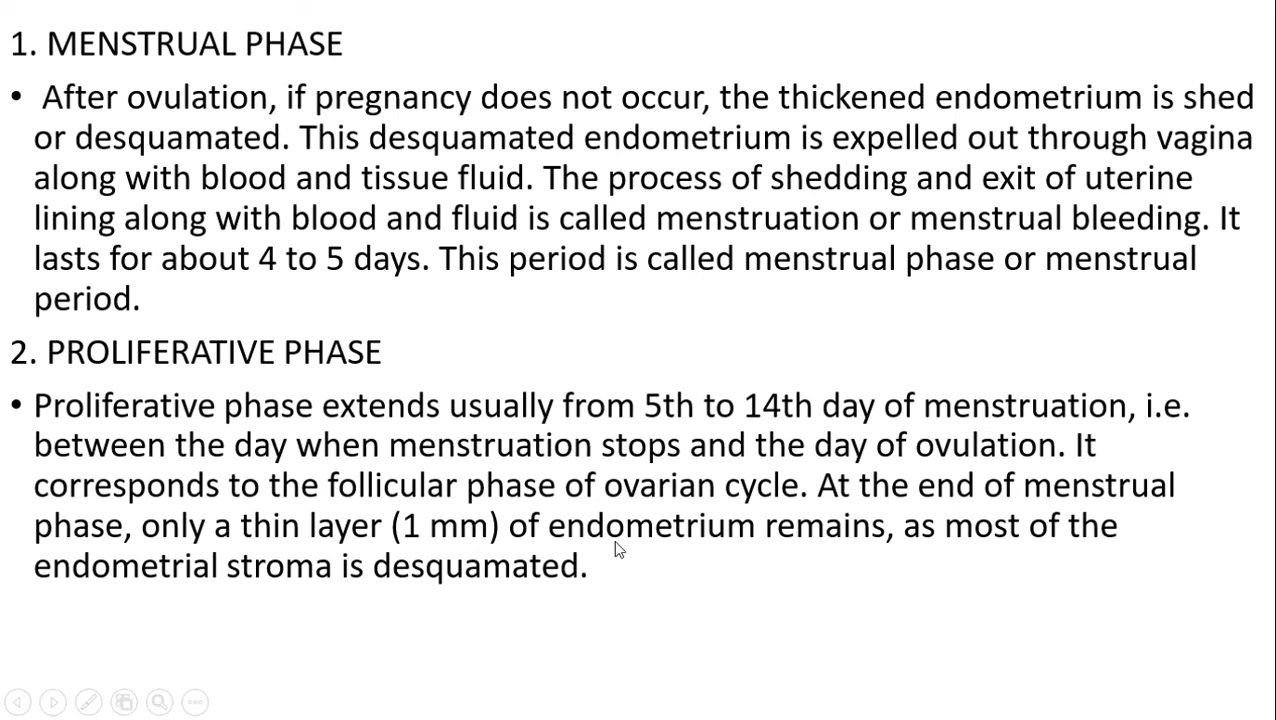 1. MENSTRUAL PHASE
• After ovulation, if pregnancy does not occur, the thickened endometrium is shed
or desquamated. This desquamated endometrium is expelled out through vagina
along with blood and tissue fluid. The process of shedding and exit of uterine
lining along with blood and fluid is called menstruation or menstrual bleeding. It
lasts for about 4 to 5 days. This period is called menstrual phase or menstrual
period.
2. PROLIFERATIVE PHASE
• Proliferative phase extends usually from 5th to 14th day of menstruation, i.e.
between the day when menstruation stops and the day of ovulation. It
corresponds to the follicular phase of ovarian cycle. At the end of menstrual
phase, only a thin layer (1 mm) of endometrium remains, as most of the
endometrial stroma is desquamated.